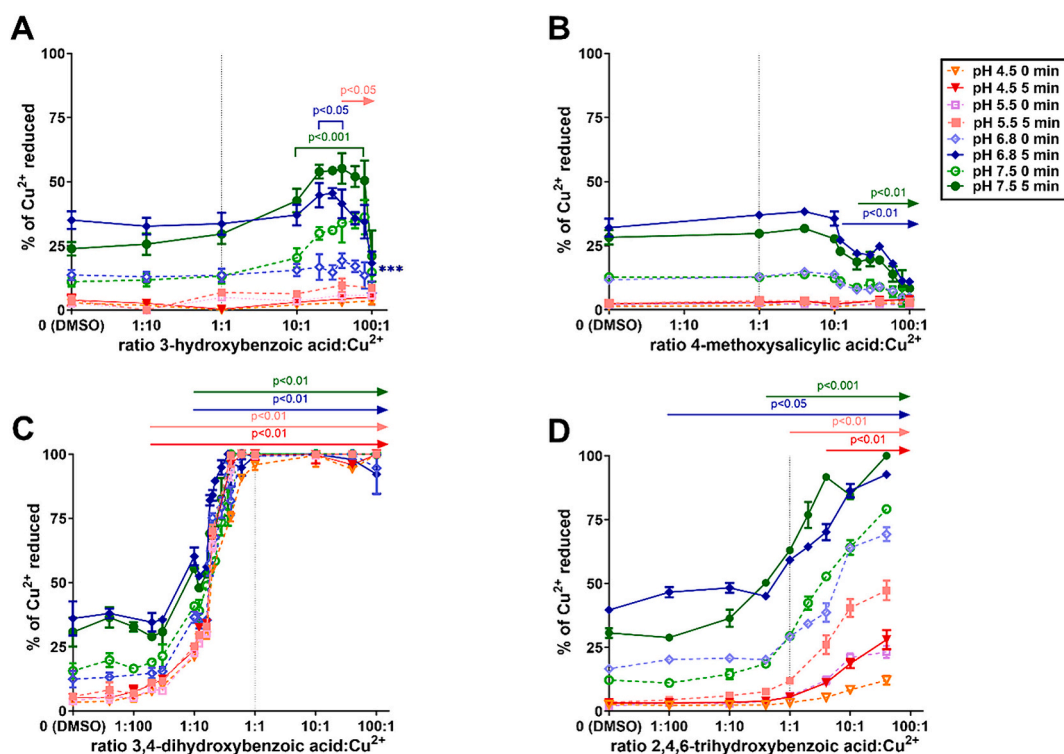 A
100
75
50
25
0
% of Cu²⁺ reduced
p<0.05
p<0.05
p<0.001
***
0 (DMSO) 1:10 1:1 10:1 100:1
ratio 3-hydroxybenzoic acid:Cu²⁺
B
100
75
50
25
0
% of Cu²⁺ reduced
p<0.01
p<0.01
0 (DMSO) 1:10 1:1 10:1 100:1
ratio 4-methoxysalicylic acid:Cu²⁺
pH 4.5 0 min
pH 4.5 5 min
pH 5.5 0 min
pH 5.5 5 min
pH 6.8 0 min
pH 6.8 5 min
pH 7.5 0 min
pH 7.5 5 min
C
p<0.01
p<0.01
p<0.01
p<0.01
100
75
50
25
0
% of Cu²⁺ reduced
0 (DMSO) 1:100 1:10 1:1 10:1 100:1
ratio 3,4-dihydroxybenzoic acid:Cu²⁺
D
p<0.001
p<0.05
p<0.01
p<0.01
100
75
50
25
0
% of Cu²⁺ reduced
0 (DMSO) 1:100 1:10 1:1 10:1 100:1
ratio 2,4,6-trihydroxybenzoic acid:Cu²⁺